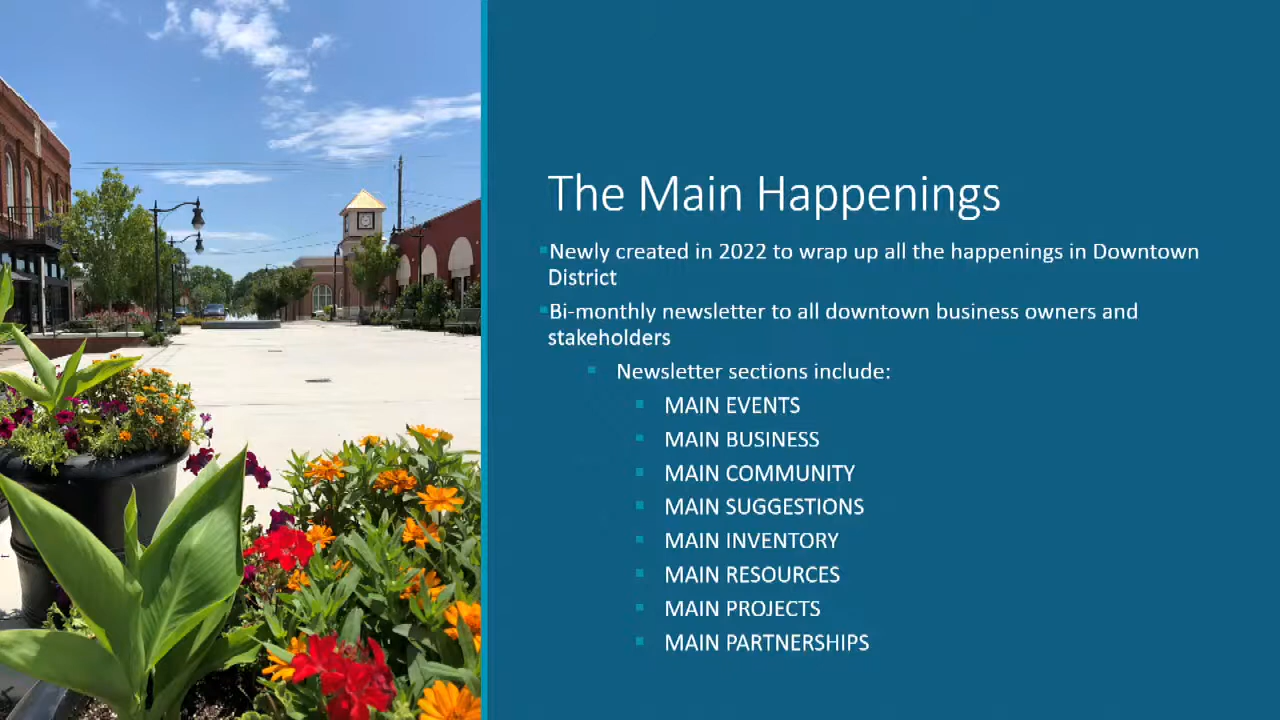 The Main Happenings
Newly created in 2022 to wrap up all the happenings in Downtown
District
Bi-monthly newsletter to all downtown business owners and
stakeholders
Newsletter sections include:
MAIN EVENTS
MAIN BUSINESS
MAIN COMMUNITY
MAIN SUGGESTIONS
MAIN INVENTORY
MAIN RESOURCES
MAIN PROJECTS
MAIN PARTNERSHIPS